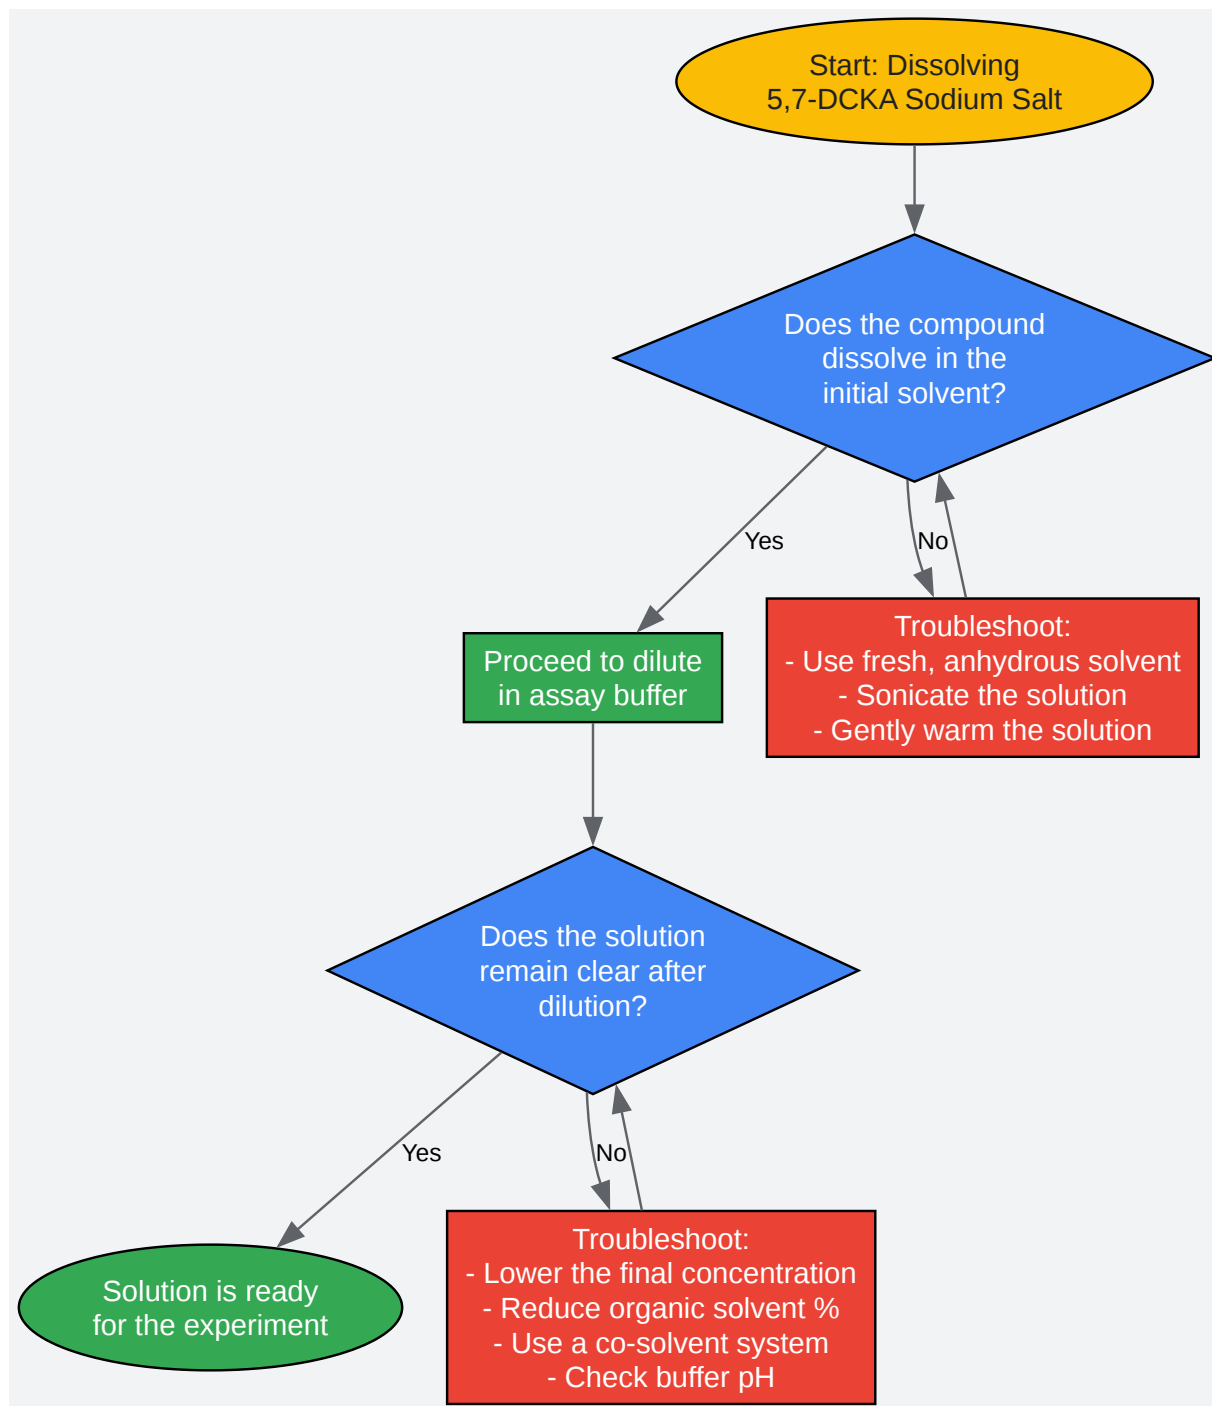 Start: Dissolving
5,7-DCKA Sodium Salt
Does the compound
dissolve in the
initial solvent?
Yes
No
Proceed to dilute
in assay buffer
Troubleshoot:
- Use fresh, anhydrous solvent
- Sonicate the solution
- Gently warm the solution
Does the solution
remain clear after
dilution?
Yes
No
Solution is ready
for the experiment
Troubleshoot:
- Lower the final concentration
- Reduce organic solvent %
- Use a co-solvent system
- Check buffer pH